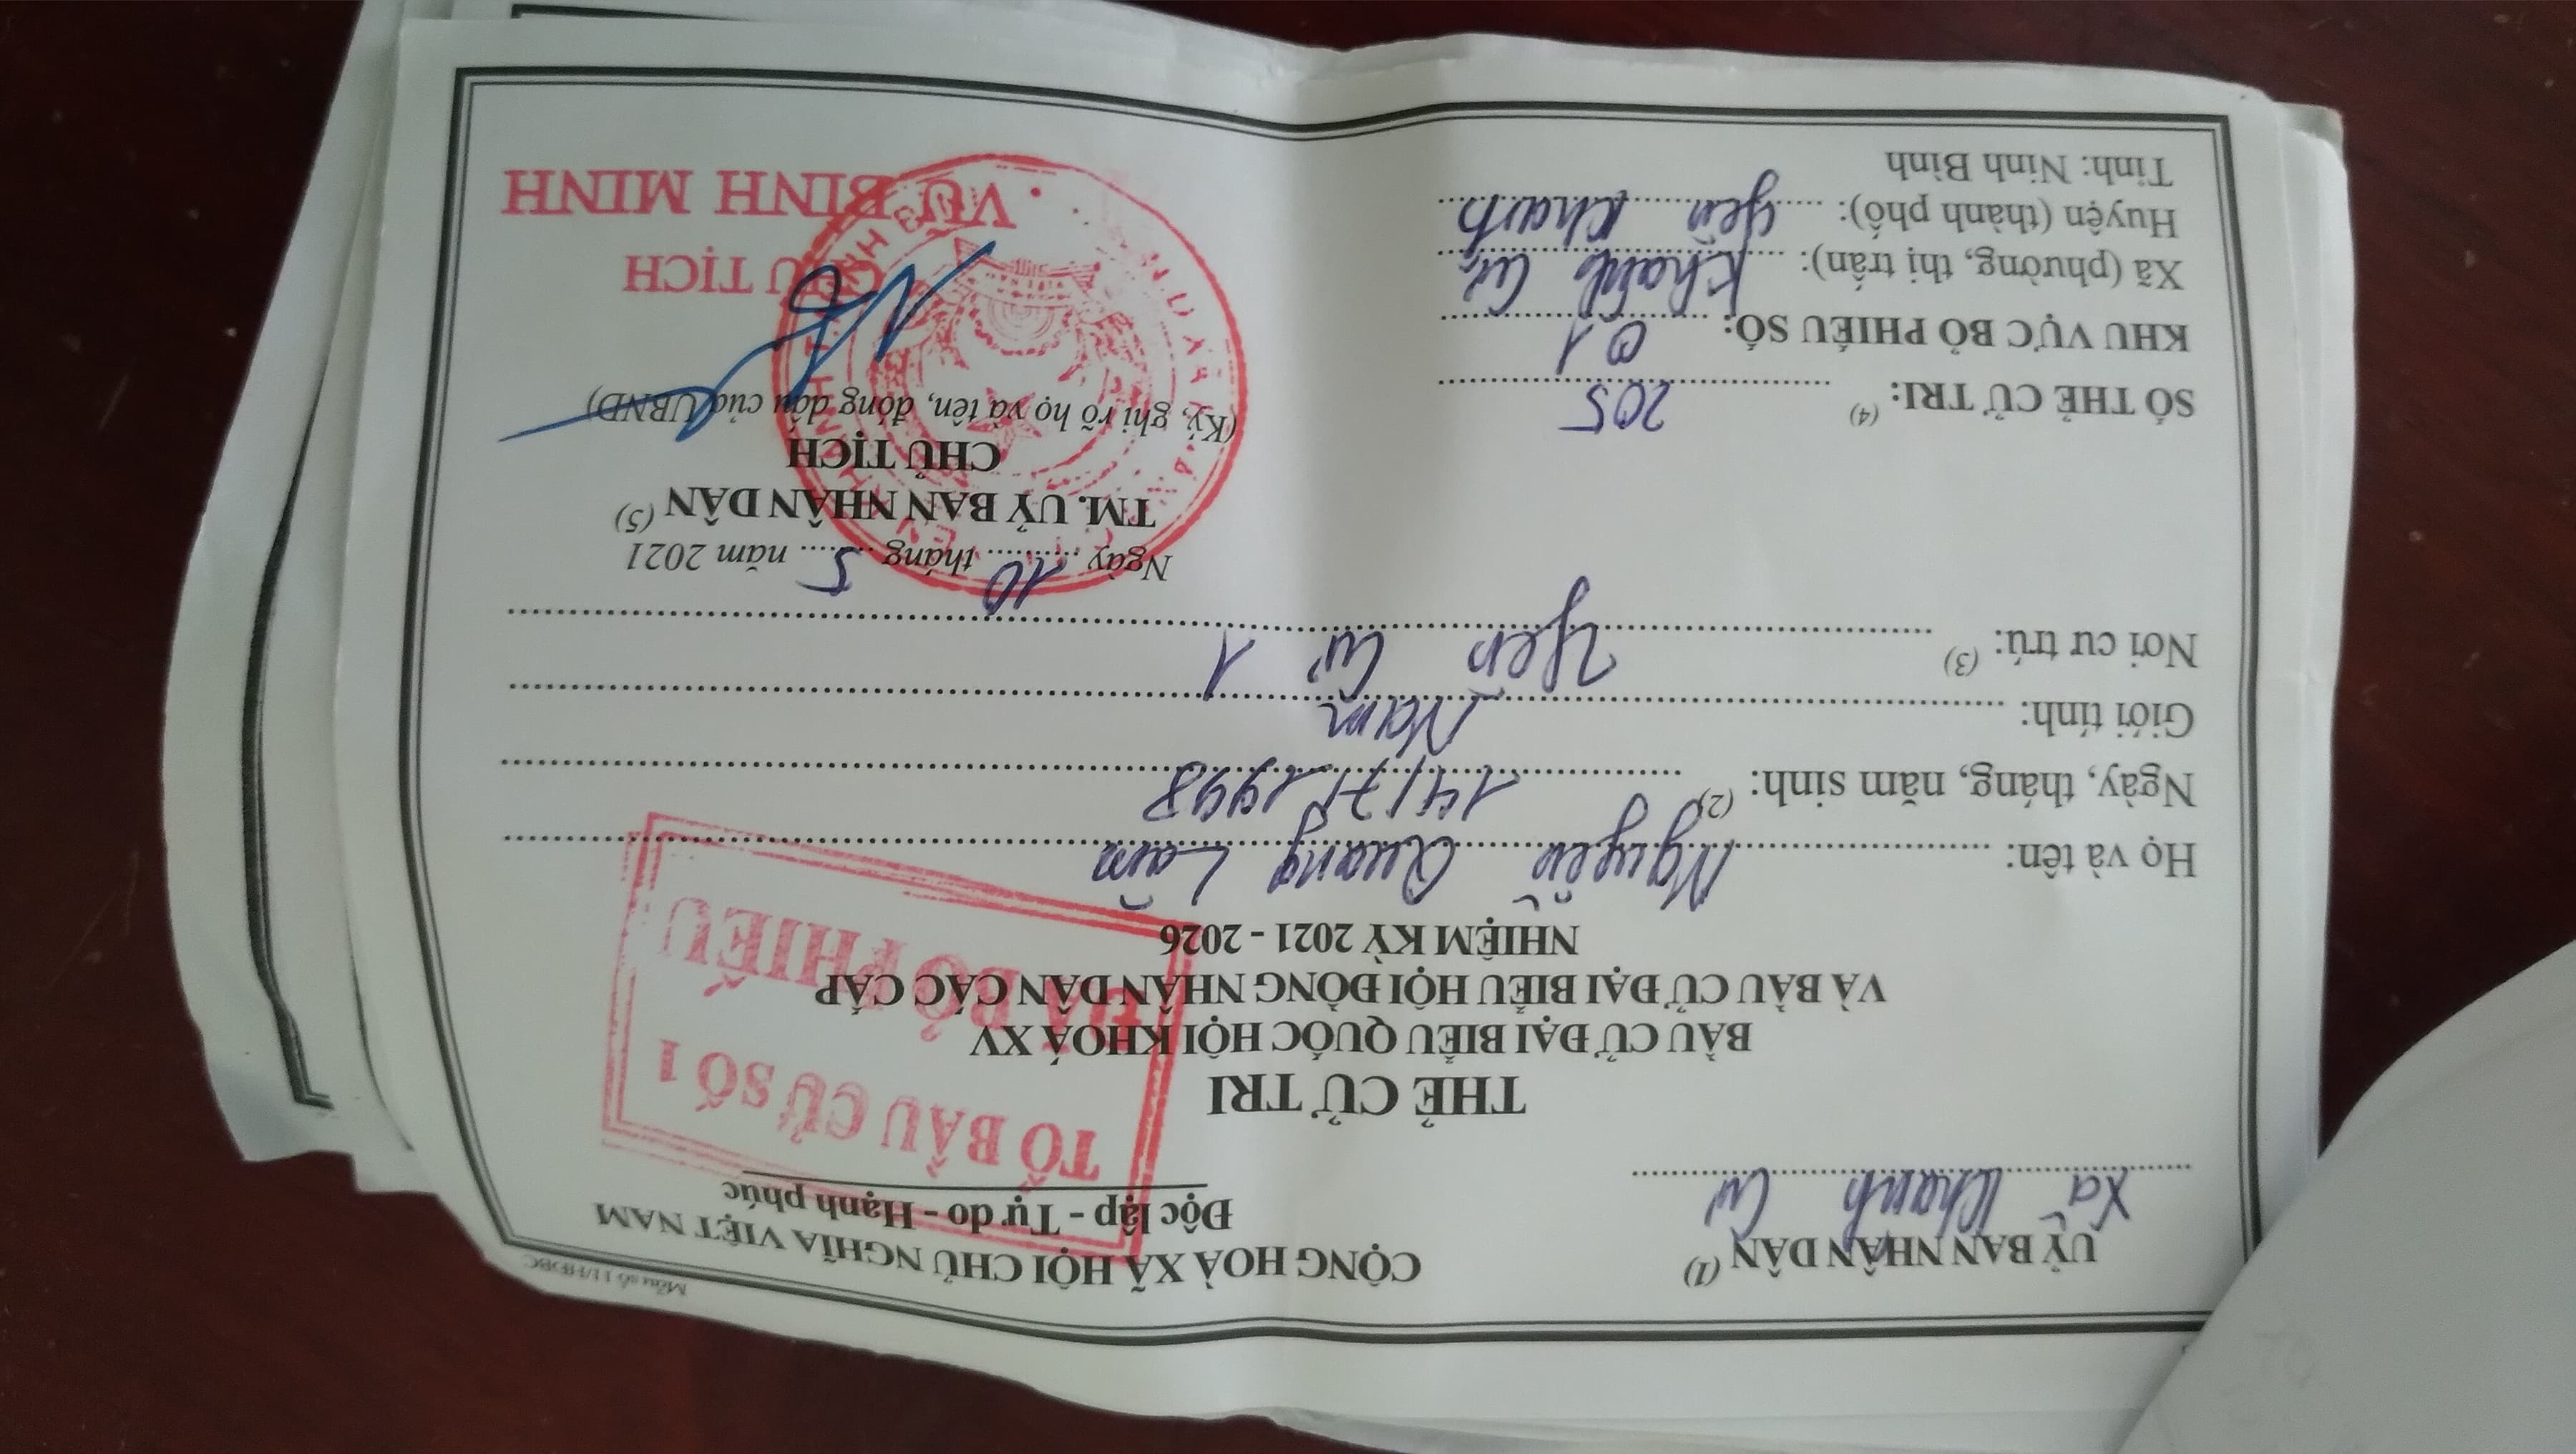 Mẫu số 11/HĐBC
UỶ BAN NHÂN DÂN (1)
Xã Khánh Cư
CỘNG HOÀ XÃ HỘI CHỦ NGHĨA VIỆT NAM
Độc lập - Tự do - Hạnh phúc
TỔ BẦU CỬ SỐ 1
ĐÃ BỎ PHIẾU
THẺ CỬ TRI
BẦU CỬ ĐẠI BIỂU QUỐC HỘI KHOÁ XV
VÀ BẦU CỬ ĐẠI BIỂU HỘI ĐỒNG NHÂN DÂN CÁC CẤP
NHIỆM KỲ 2021 - 2026
Họ và tên: Nguyễn Quang Lãm
Ngày, tháng, năm sinh: (2) 14/7/1998
Giới tính: Nam
Nơi cư trú: (3) Yên Cư 1
Ngày 10 tháng 5 năm 2021
TM. UỶ BAN NHÂN DÂN (5)
CHỦ TỊCH
(Ký, ghi rõ họ và tên, đóng dấu của UBND)
SỐ THẺ CỬ TRI: (4) 205
KHU VỰC BỎ PHIẾU SỐ: 01
Xã (phường, thị trấn): Khánh Cư
Huyện (thành phố): Yên Khánh
Tỉnh: Ninh Bình
CHỦ TỊCH
VŨ BÌNH MINH